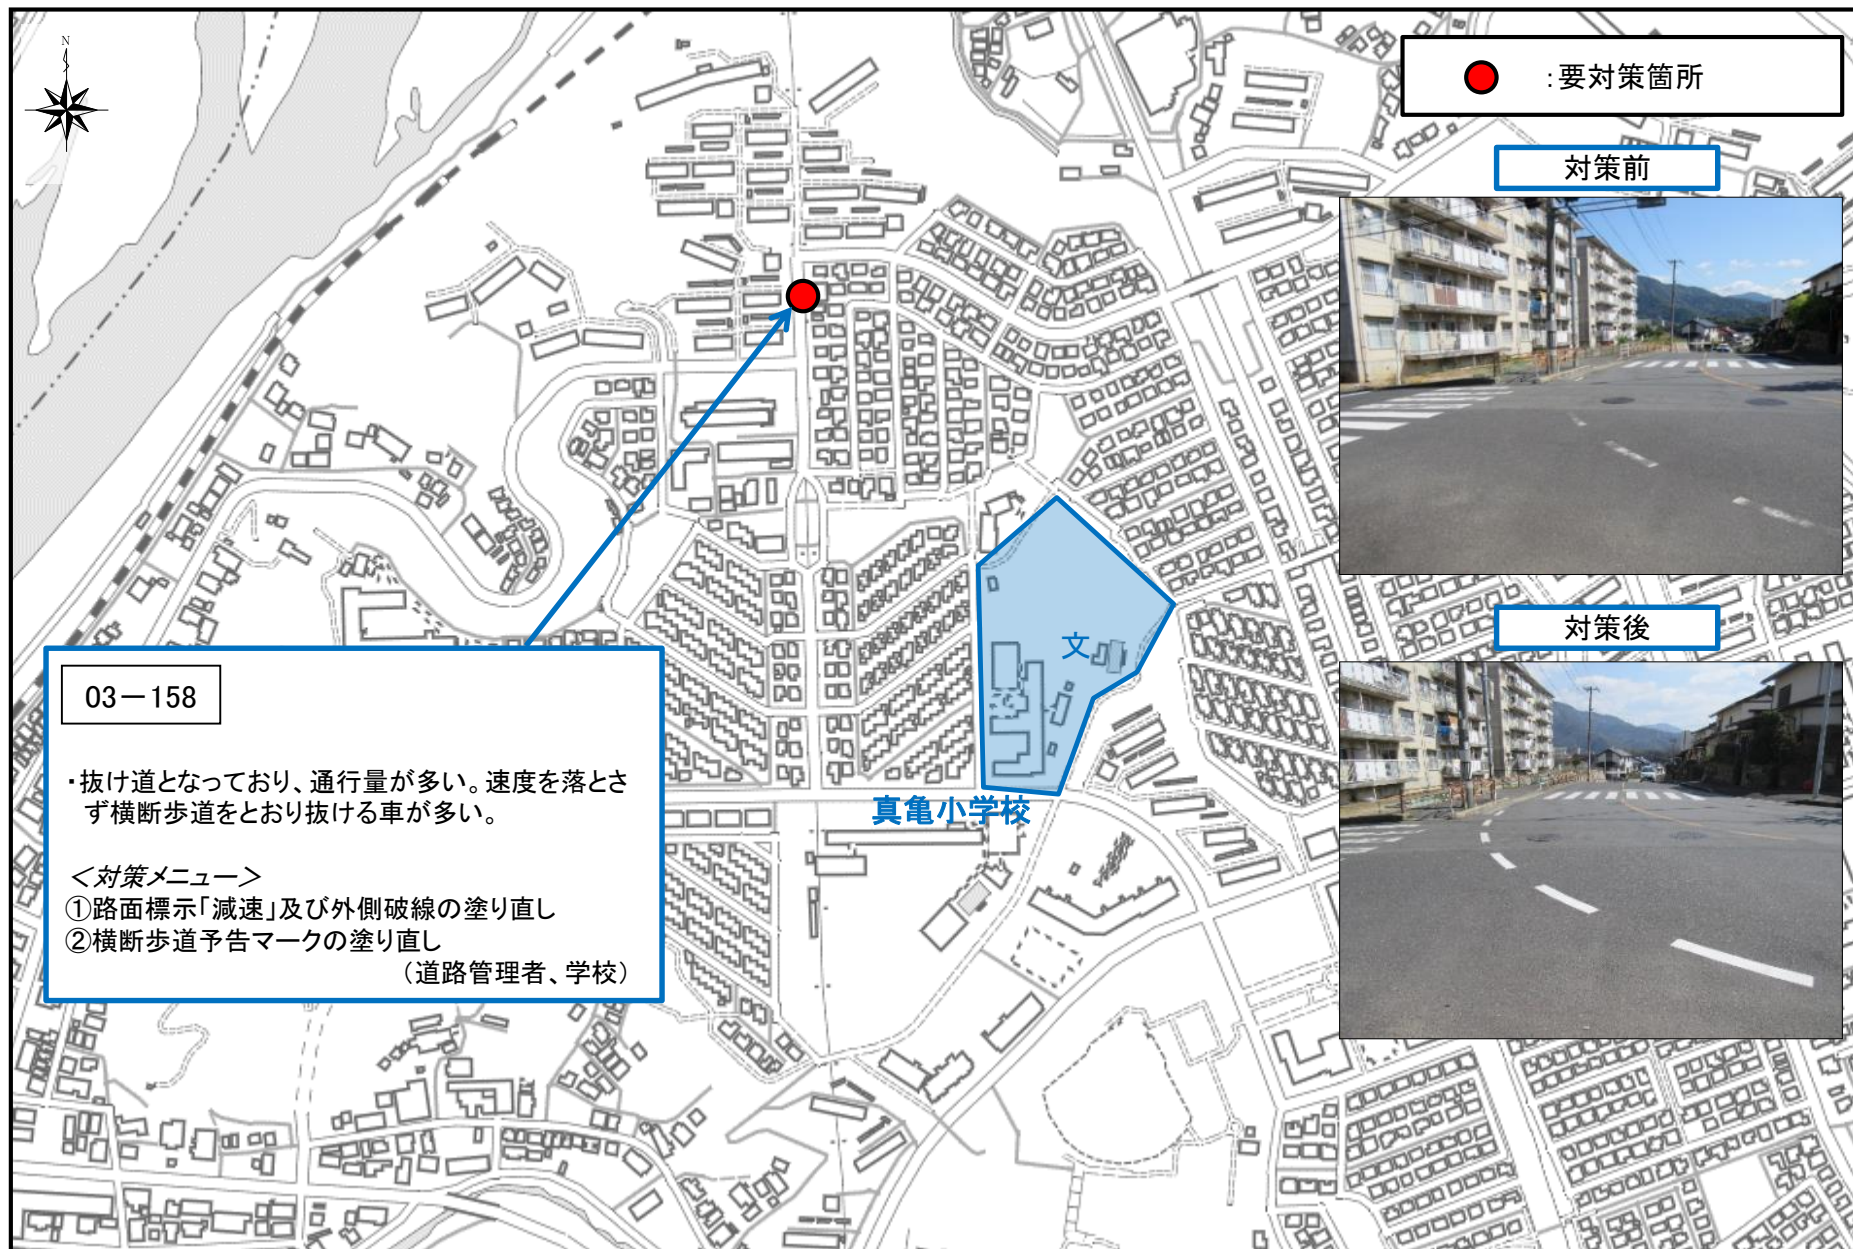 N
:要対策箇所
対策前
対策後
文
真亀小学校
03－158
・抜け道となっており、通行量が多い。速度を落とさ
ず横断歩道をとおり抜ける車が多い。
＜対策メニュー＞
①路面標示「減速」及び外側破線の塗り直し
②横断歩道予告マークの塗り直し
（道路管理者、学校）